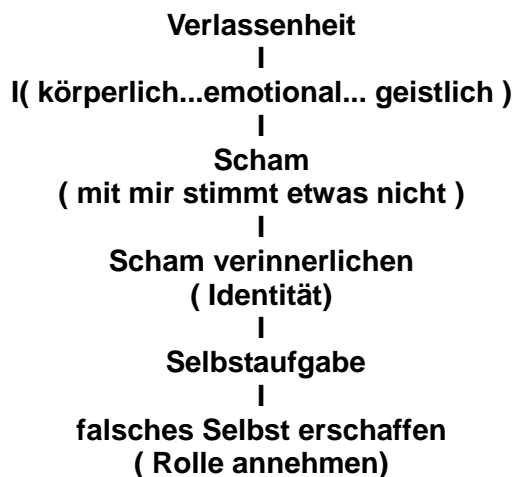 Verlassenheit
I
I( körperlich...emotional... geistlich )
I
Scham
( mit mir stimmt etwas nicht )
I
Scham verinnerlichen
( Identität)
I
Selbstaufgabe
I
falsches Selbst erschaffen
( Rolle annehmen)